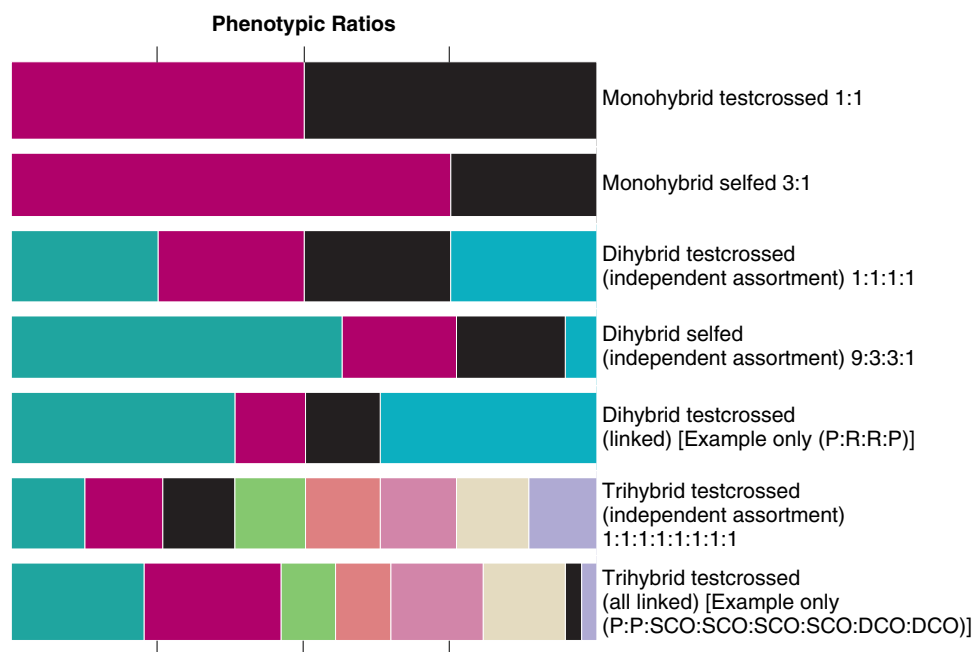 Phenotypic Ratios
Monohybrid testcrossed 1:1
Monohybrid selfed 3:1
Dihybrid testcrossed
(independent assortment) 1:1:1:1
Dihybrid selfed
(independent assortment) 9:3:3:1
Dihybrid testcrossed
(linked) [Example only (P:R:R:P)]
Trihybrid testcrossed
(independent assortment)
1:1:1:1:1:1:1:1
Trihybrid testcrossed
(all linked) [Example only
(P:P:SCO:SCO:SCO:SCO:DCO:DCO)]